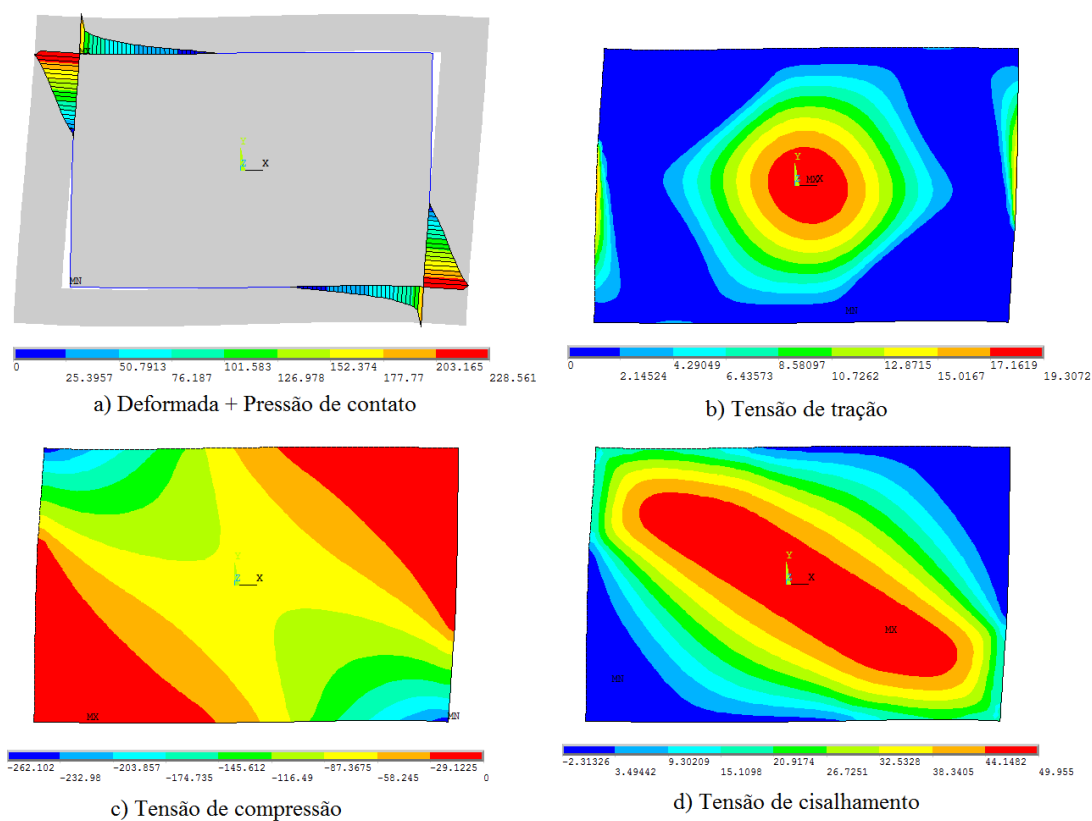 MX
Y
Z X
MN
0 50.7913 101.583 152.374 203.165
25.3957 76.187 126.978 177.77 228.561
a) Deformada + Pressão de contato
Y
MX X
MN
0 4.29049 8.58097 12.8715 17.1619
2.14524 6.43573 10.7262 15.0167 19.3072
b) Tensão de tração
Y
Z X
MX
MN
-262.102 -203.857 -145.612 -87.3675 -29.1225
-232.98 -174.735 -116.49 -58.245 0
c) Tensão de compressão
Y
Z X
MX
MN
-2.31326 9.30209 20.9174 32.5328 44.1482
3.49442 15.1098 26.7251 38.3405 49.955
d) Tensão de cisalhamento